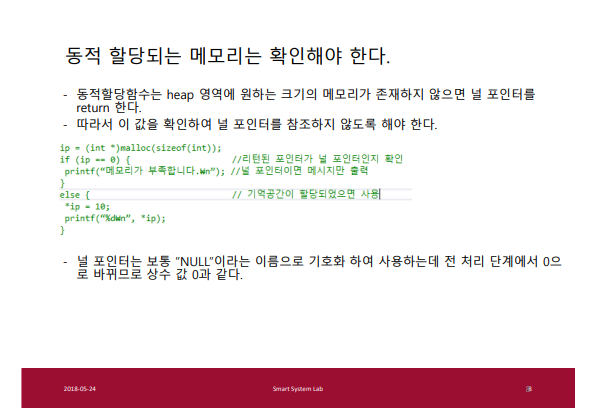 동적 할당되는 메모리는 확인해야 한다.
- 동적할당함수는 heap 영역에 원하는 크기의 메모리가 존재하지 않으면 널 포인터를
return 한다.
- 따라서 이 값을 확인하여 널 포인터를 참조하지 않도록 해야 한다.
ip = (int *)malloc(sizeof(int));
if (ip == 0) { //리턴된 포인터가 널 포인터인지 확인
printf(“메모리가 부족합니다.₩n”); //널 포인터이면 메시지만 출력
}
else { // 기억공간이 할당되었으면 사용
*ip = 10;
printf(“%d₩n”, *ip);
}
- 널 포인터는 보통 “NULL”이라는 이름으로 기호화 하여 사용하는데 전 처리 단계에서 0으
로 바뀌므로 상수 값 0과 같다.
2018-05-24 Smart System Lab